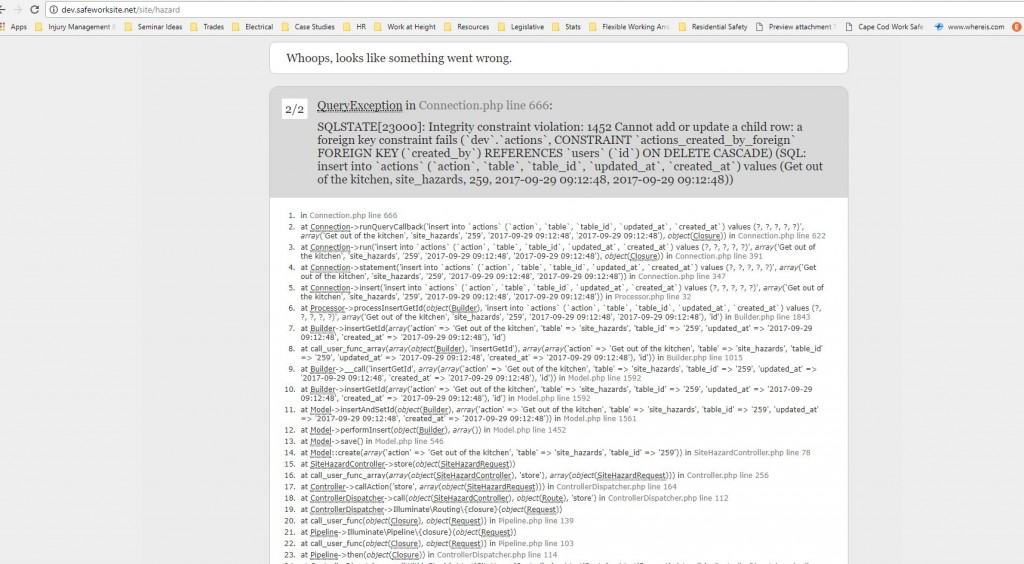 dev.safeworksite.net/site/hazard
Apps Injury Management Seminar Ideas Trades Electrical Case Studies HR Work at Height Resources Legislative Stats Flexible Working Residential Safety Preview attachment Cape Cod Work Safe www.whereis.com E
Whoops, looks like something went wrong.
2/2 QueryException in Connection.php line 666:
SQLSTATE[23000]: Integrity constraint violation: 1452 Cannot add or update a child row: a
foreign key constraint fails (`dev`.`actions`, CONSTRAINT `actions_created_by_foreign`
FOREIGN KEY (`created_by`) REFERENCES `users` (`id`) ON DELETE CASCADE) (SQL:
insert into `actions` (`action`, `table`, `table_id`, `updated_at`, `created_at`) values (Get out
of the kitchen, site_hazards, 259, 2017-09-29 09:12:48, 2017-09-29 09:12:48))
1. in Connection.php line 666
2. at Connection->runQueryCallback('insert into `actions` (`action`, `table`, `table_id`, `updated_at`, `created_at`) values (?, ?, ?, ?, ?)',
array('Get out of the kitchen', 'site_hazards', '259', '2017-09-29 09:12:48', '2017-09-29 09:12:48'), object(Closure)) in Connection.php line 622
3. at Connection->run('insert into `actions` (`action`, `table`, `table_id`, `updated_at`, `created_at`) values (?, ?, ?, ?, ?)', array('Get out of
the kitchen', 'site_hazards', '259', '2017-09-29 09:12:48', '2017-09-29 09:12:48'), object(Closure)) in Connection.php line 391
4. at Connection->statement('insert into `actions` (`action`, `table`, `table_id`, `updated_at`, `created_at`) values (?, ?, ?, ?, ?)', array('Get
out of the kitchen', 'site_hazards', '259', '2017-09-29 09:12:48', '2017-09-29 09:12:48')) in Connection.php line 347
5. at Connection->insert('insert into `actions` (`action`, `table`, `table_id`, `updated_at`, `created_at`) values (?, ?, ?, ?, ?)', array('Get out of
the kitchen', 'site_hazards', '259', '2017-09-29 09:12:48', '2017-09-29 09:12:48')) in Processor.php line 32
6. at Processor->processInsertGetId(object(Builder), 'insert into `actions` (`action`, `table`, `table_id`, `updated_at`, `created_at`) values (?,
?, ?, ?, ?)', array('Get out of the kitchen', 'site_hazards', '259', '2017-09-29 09:12:48', '2017-09-29 09:12:48'), 'id') in Builder.php line 1843
7. at Builder->insertGetId(array('action' => 'Get out of the kitchen', 'table' => 'site_hazards', 'table_id' => '259', 'updated_at' => '2017-09-29
09:12:48', 'created_at' => '2017-09-29 09:12:48'), 'id')
8. at call_user_func_array(array(object(Builder), 'insertGetId'), array(array('action' => 'Get out of the kitchen', 'table' => 'site_hazards', 'table_id'
=> '259', 'updated_at' => '2017-09-29 09:12:48', 'created_at' => '2017-09-29 09:12:48'), 'id')) in Builder.php line 1015
9. at Builder->__call('insertGetId', array(array('action' => 'Get out of the kitchen', 'table' => 'site_hazards', 'table_id' => '259', 'updated_at' =>
'2017-09-29 09:12:48', 'created_at' => '2017-09-29 09:12:48'), 'id')) in Model.php line 1592
10. at Builder->insertGetId(array('action' => 'Get out of the kitchen', 'table' => 'site_hazards', 'table_id' => '259', 'updated_at' => '2017-09-29
09:12:48', 'created_at' => '2017-09-29 09:12:48'), 'id') in Model.php line 1592
11. at Model->insertAndSetId(object(Builder), array('action' => 'Get out of the kitchen', 'table' => 'site_hazards', 'table_id' => '259', 'updated_at'
=> '2017-09-29 09:12:48', 'created_at' => '2017-09-29 09:12:48')) in Model.php line 1561
12. at Model->performInsert(object(Builder), array()) in Model.php line 1452
13. at Model->save() in Model.php line 546
14. at Model::create(array('action' => 'Get out of the kitchen', 'table' => 'site_hazards', 'table_id' => '259')) in SiteHazardController.php line 78
15. at SiteHazardController->store(object(SiteHazardRequest))
16. at call_user_func_array(array(object(SiteHazardController), 'store'), array(object(SiteHazardRequest))) in Controller.php line 256
17. at Controller->callAction('store', array(object(SiteHazardRequest))) in ControllerDispatcher.php line 164
18. at ControllerDispatcher->call(object(SiteHazardController), object(Route), 'store') in ControllerDispatcher.php line 112
19. at ControllerDispatcher->Illuminate\Routing\{closure}(object(Request))
20. at call_user_func(object(Closure), object(Request)) in Pipeline.php line 139
21. at Pipeline->Illuminate\Pipeline\{closure}(object(Request))
22. at call_user_func(object(Closure), object(Request)) in Pipeline.php line 103
23. at Pipeline->then(object(Closure)) in ControllerDispatcher.php line 114